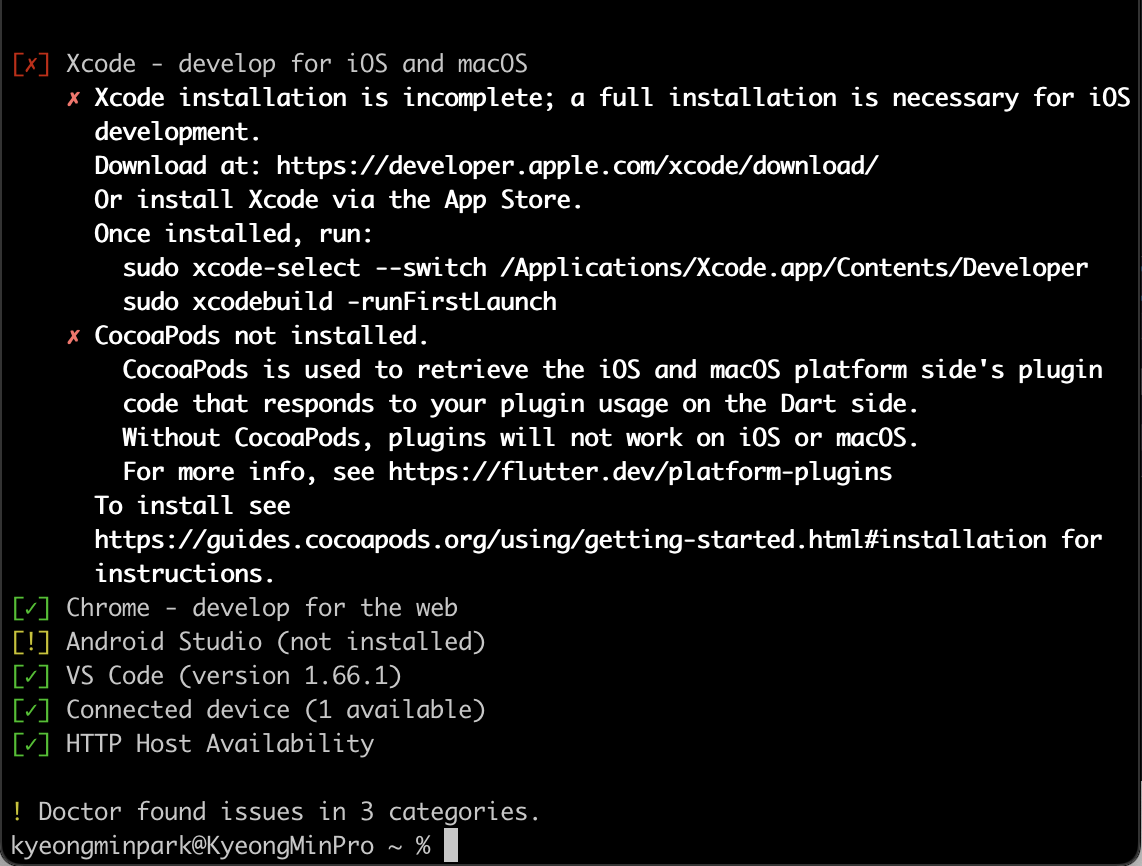 [✗] Xcode - develop for iOS and macOS
✗ Xcode installation is incomplete; a full installation is necessary for iOS
development.
Download at: https://developer.apple.com/xcode/download/
Or install Xcode via the App Store.
Once installed, run:
sudo xcode-select --switch /Applications/Xcode.app/Contents/Developer
sudo xcodebuild -runFirstLaunch
✗ CocoaPods not installed.
CocoaPods is used to retrieve the iOS and macOS platform side's plugin
code that responds to your plugin usage on the Dart side.
Without CocoaPods, plugins will not work on iOS or macOS.
For more info, see https://flutter.dev/platform-plugins
To install see
https://guides.cocoapods.org/using/getting-started.html#installation for
instructions.
[✓] Chrome - develop for the web
[!] Android Studio (not installed)
[✓] VS Code (version 1.66.1)
[✓] Connected device (1 available)
[✓] HTTP Host Availability
! Doctor found issues in 3 categories.
kyeongminpark@KyeongMinPro ~ %